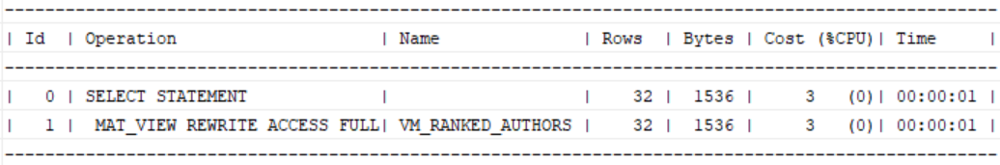 ---------------------------------------------------------------------------------------------------
| Id  | Operation                     | Name              | Rows  | Bytes | Cost (%CPU)| Time     |
---------------------------------------------------------------------------------------------------
|   0 | SELECT STATEMENT              |                   |    32 |  1536 |     3   (0)| 00:00:01 |
|   1 |  MAT_VIEW REWRITE ACCESS FULL| VM_RANKED_AUTHORS |    32 |  1536 |     3   (0)| 00:00:01 |
---------------------------------------------------------------------------------------------------